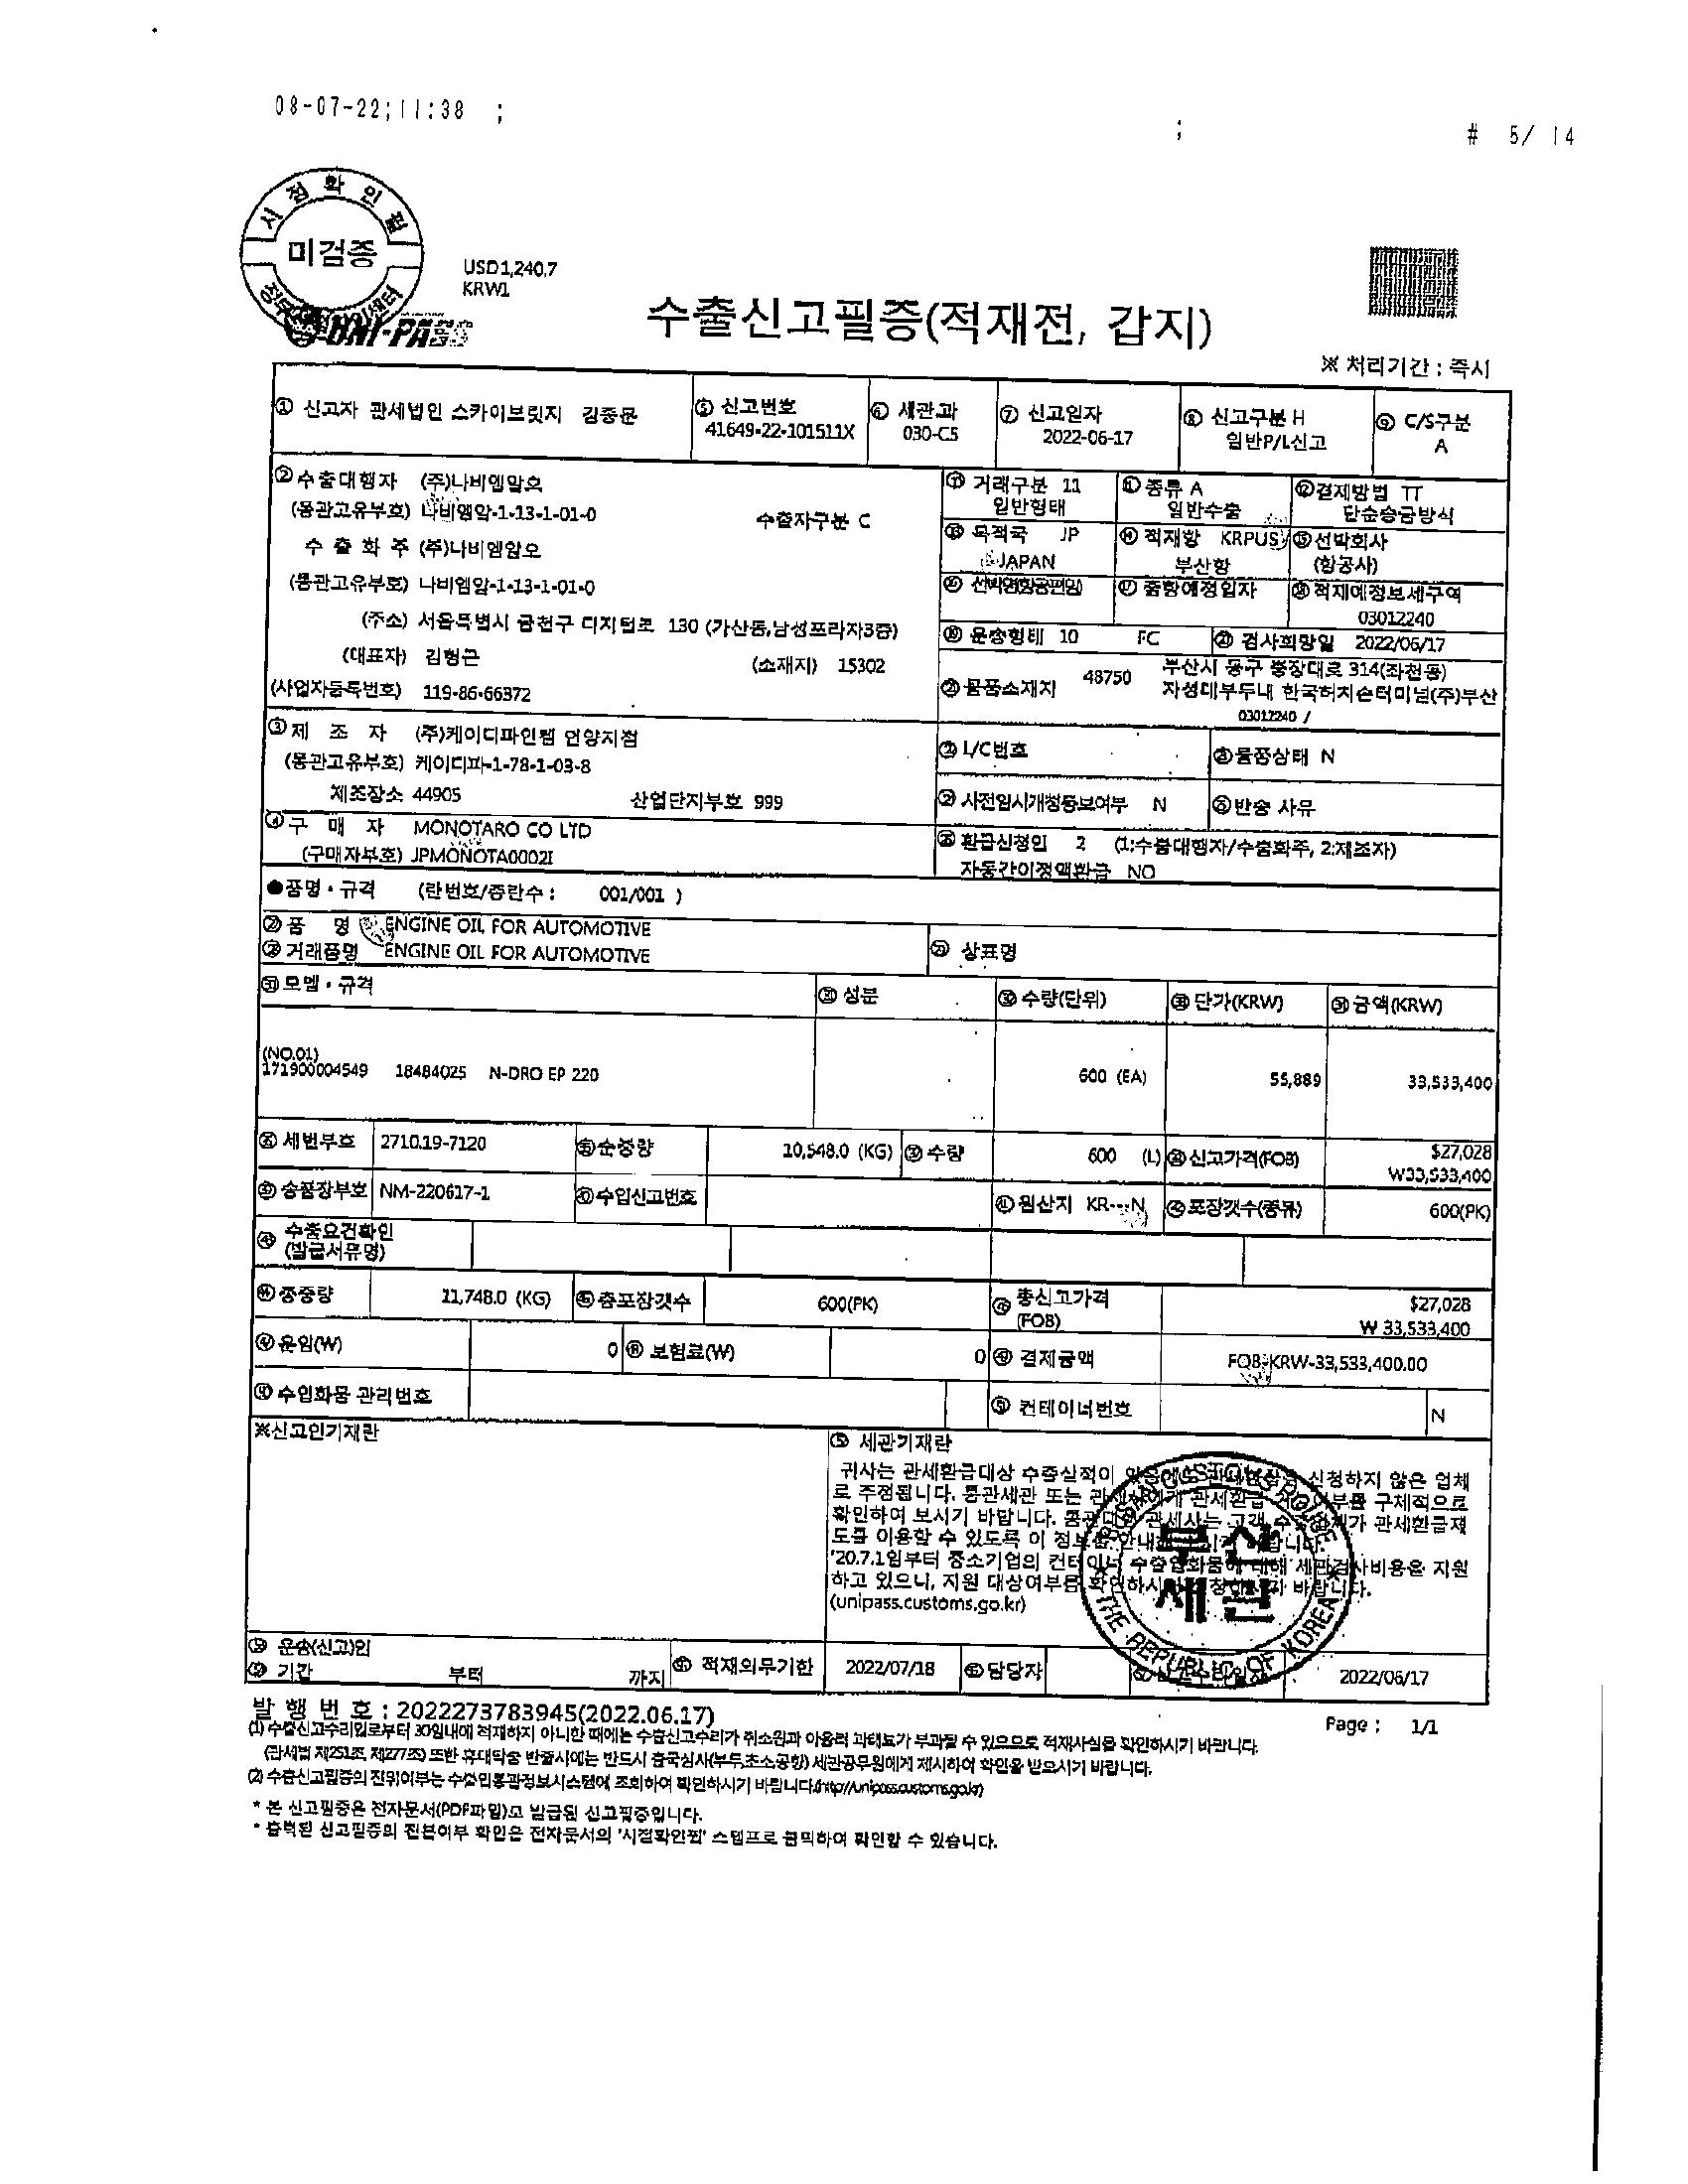 08-07-22;11:38 ;
;
# 5/ 14
시점확인필
미검증
UNI-PASS
USD1,240.7
KRW1
수출신고필증(적재전, 갑지)
※ 처리기간 : 즉시
① 신고자 관세법인 스카이브릿지 김종문
⑤ 신고번호
41649-22-101511X
⑥ 세관.과
030-C5
⑦ 신고일자
2022-06-17
⑧ 신고구분 H
일반P/L신고
⑨ C/S구분
A
② 수출대행자 (주)나비엠알오
(통관고유부호) 나비엠알-1-13-1-01-0
수출자구분 C
수 출 화 주 (주)나비엠알오
(통관고유부호) 나비엠알-1-13-1-01-0
(주소) 서울특별시 금천구 디지털로 130 (가산동,남성프라자3층)
(대표자) 김형근
(소재지) 15302
(사업자등록번호) 119-86-66372
⑩ 거래구분 11
일반형태
⑪ 종류 A
일반수출
⑫ 결제방법 TT
단순송금방식
⑬ 목적국 JP
JAPAN
⑭ 적재항 KRPUS
부산항
⑮ 선박회사
(항공사)
⑯ 선박명(항공편명)
⑰ 출항예정일자
⑱ 적재예정보세구역
03012240
⑲ 운송형태 10 FC
⑳ 검사희망일 2022/06/17
㉑ 물품소재지
48750
부산시 동구 충장대로 314(좌천동)
자성대부두내 한국허치슨터미널(주)부산
03012240 /
③ 제 조 자 (주)케이디파인켐 언양지점
(통관고유부호) 케이디파-1-78-1-03-8
제조장소 44905
산업단지부호 999
㉒ L/C번호
㉓ 물품상태 N
㉔ 사전임시개청통보여부 N
㉕ 반송 사유
④ 구 매 자 MONOTARO CO LTD
(구매자부호) JPMONOTA0002I
㉖ 환급신청인 2 (1:수출대행자/수출화주, 2:제조자)
자동간이정액환급 NO
●품명・규격 (란번호/총란수 : 001/001 )
㉗ 품 명 ENGINE OIL FOR AUTOMOTIVE
㉘ 거래품명 ENGINE OIL FOR AUTOMOTIVE
㉙ 상표명
㉚ 모델・규격
㉛ 성분
㉜ 수량(단위)
㉝ 단가(KRW)
㉞ 금액(KRW)
(NO.01)
171900004549 18484025 N-DRO EP 220
600 (EA)
55,889
33,533,400
㉟ 세번부호
2710.19-7120
㊱ 순중량
10,548.0 (KG)
㊲ 수량
600 (L)
㊳ 신고가격(FOB)
$27,028
₩33,533,400
㊴ 송품장부호
NM-220617-1
㊵ 수입신고번호
㊶ 원산지 KR---N
㊷ 포장갯수(종류)
600(PK)
㊸ 수출요건확인
(발급서류명)
㊹ 총중량
11,748.0 (KG)
㊺ 총포장갯수
600(PK)
㊻ 총신고가격
(FOB)
$27,028
₩ 33,533,400
㊼ 운임(₩)
0
㊽ 보험료(₩)
0
㊾ 결제금액
FOB-KRW-33,533,400.00
㊿ 수입화물 관리번호
컨테이너번호
N
※신고인기재란
세관기재란
귀사는 관세환급대상 수출실적이 있음에도 관세환급을 신청하지 않은 업체
로 추정됩니다. 통관세관 또는 관세사에게 관세환급 가능여부를 구체적으로
확인하여 보시기 바랍니다. 통관대행 관세사는 고객 수출업체가 관세환급제
도를 이용할 수 있도록 이 정보를 안내해 주시기 바랍니다.
'20.7.1일부터 중소기업의 컨테이너 수출입화물에 대해 세관검사비용을 지원
하고 있으니, 지원 대상여부를 확인하시어 신청하시기 바랍니다.
(unipass.customs.go.kr)
BUSAN CUSTOMS HOUSE
부산
세관
THE REPUBLIC OF KOREA
운송(신고)인
기간 부터 까지
적재의무기한
2022/07/18
담당자
2022/06/17
발 행 번 호 : 2022273783945(2022.06.17)
Page : 1/1
(1) 수출신고수리일로부터 30일내에 적재하지 아니한 때에는 수출신고수리가 취소됨과 아울러 과태료가 부과될 수 있으므로 적재사실을 확인하시기 바랍니다.
(관세법 제251조, 제277조) 또한 휴대탁송 반출시에는 반드시 출국심사(부두,초소,공항) 세관공무원에게 제시하여 확인을 받으시기 바랍니다.
(2) 수출신고필증의 진위여부는 수출입통관정보시스템에 조회하여 확인하시기 바랍니다.(http://unipass.customs.go.kr)
* 본 신고필증은 전자문서(PDF파일)로 발급된 신고필증입니다.
* 출력된 신고필증의 진본여부 확인은 전자문서의 '시점확인필' 스탬프로 클릭하여 확인할 수 있습니다.